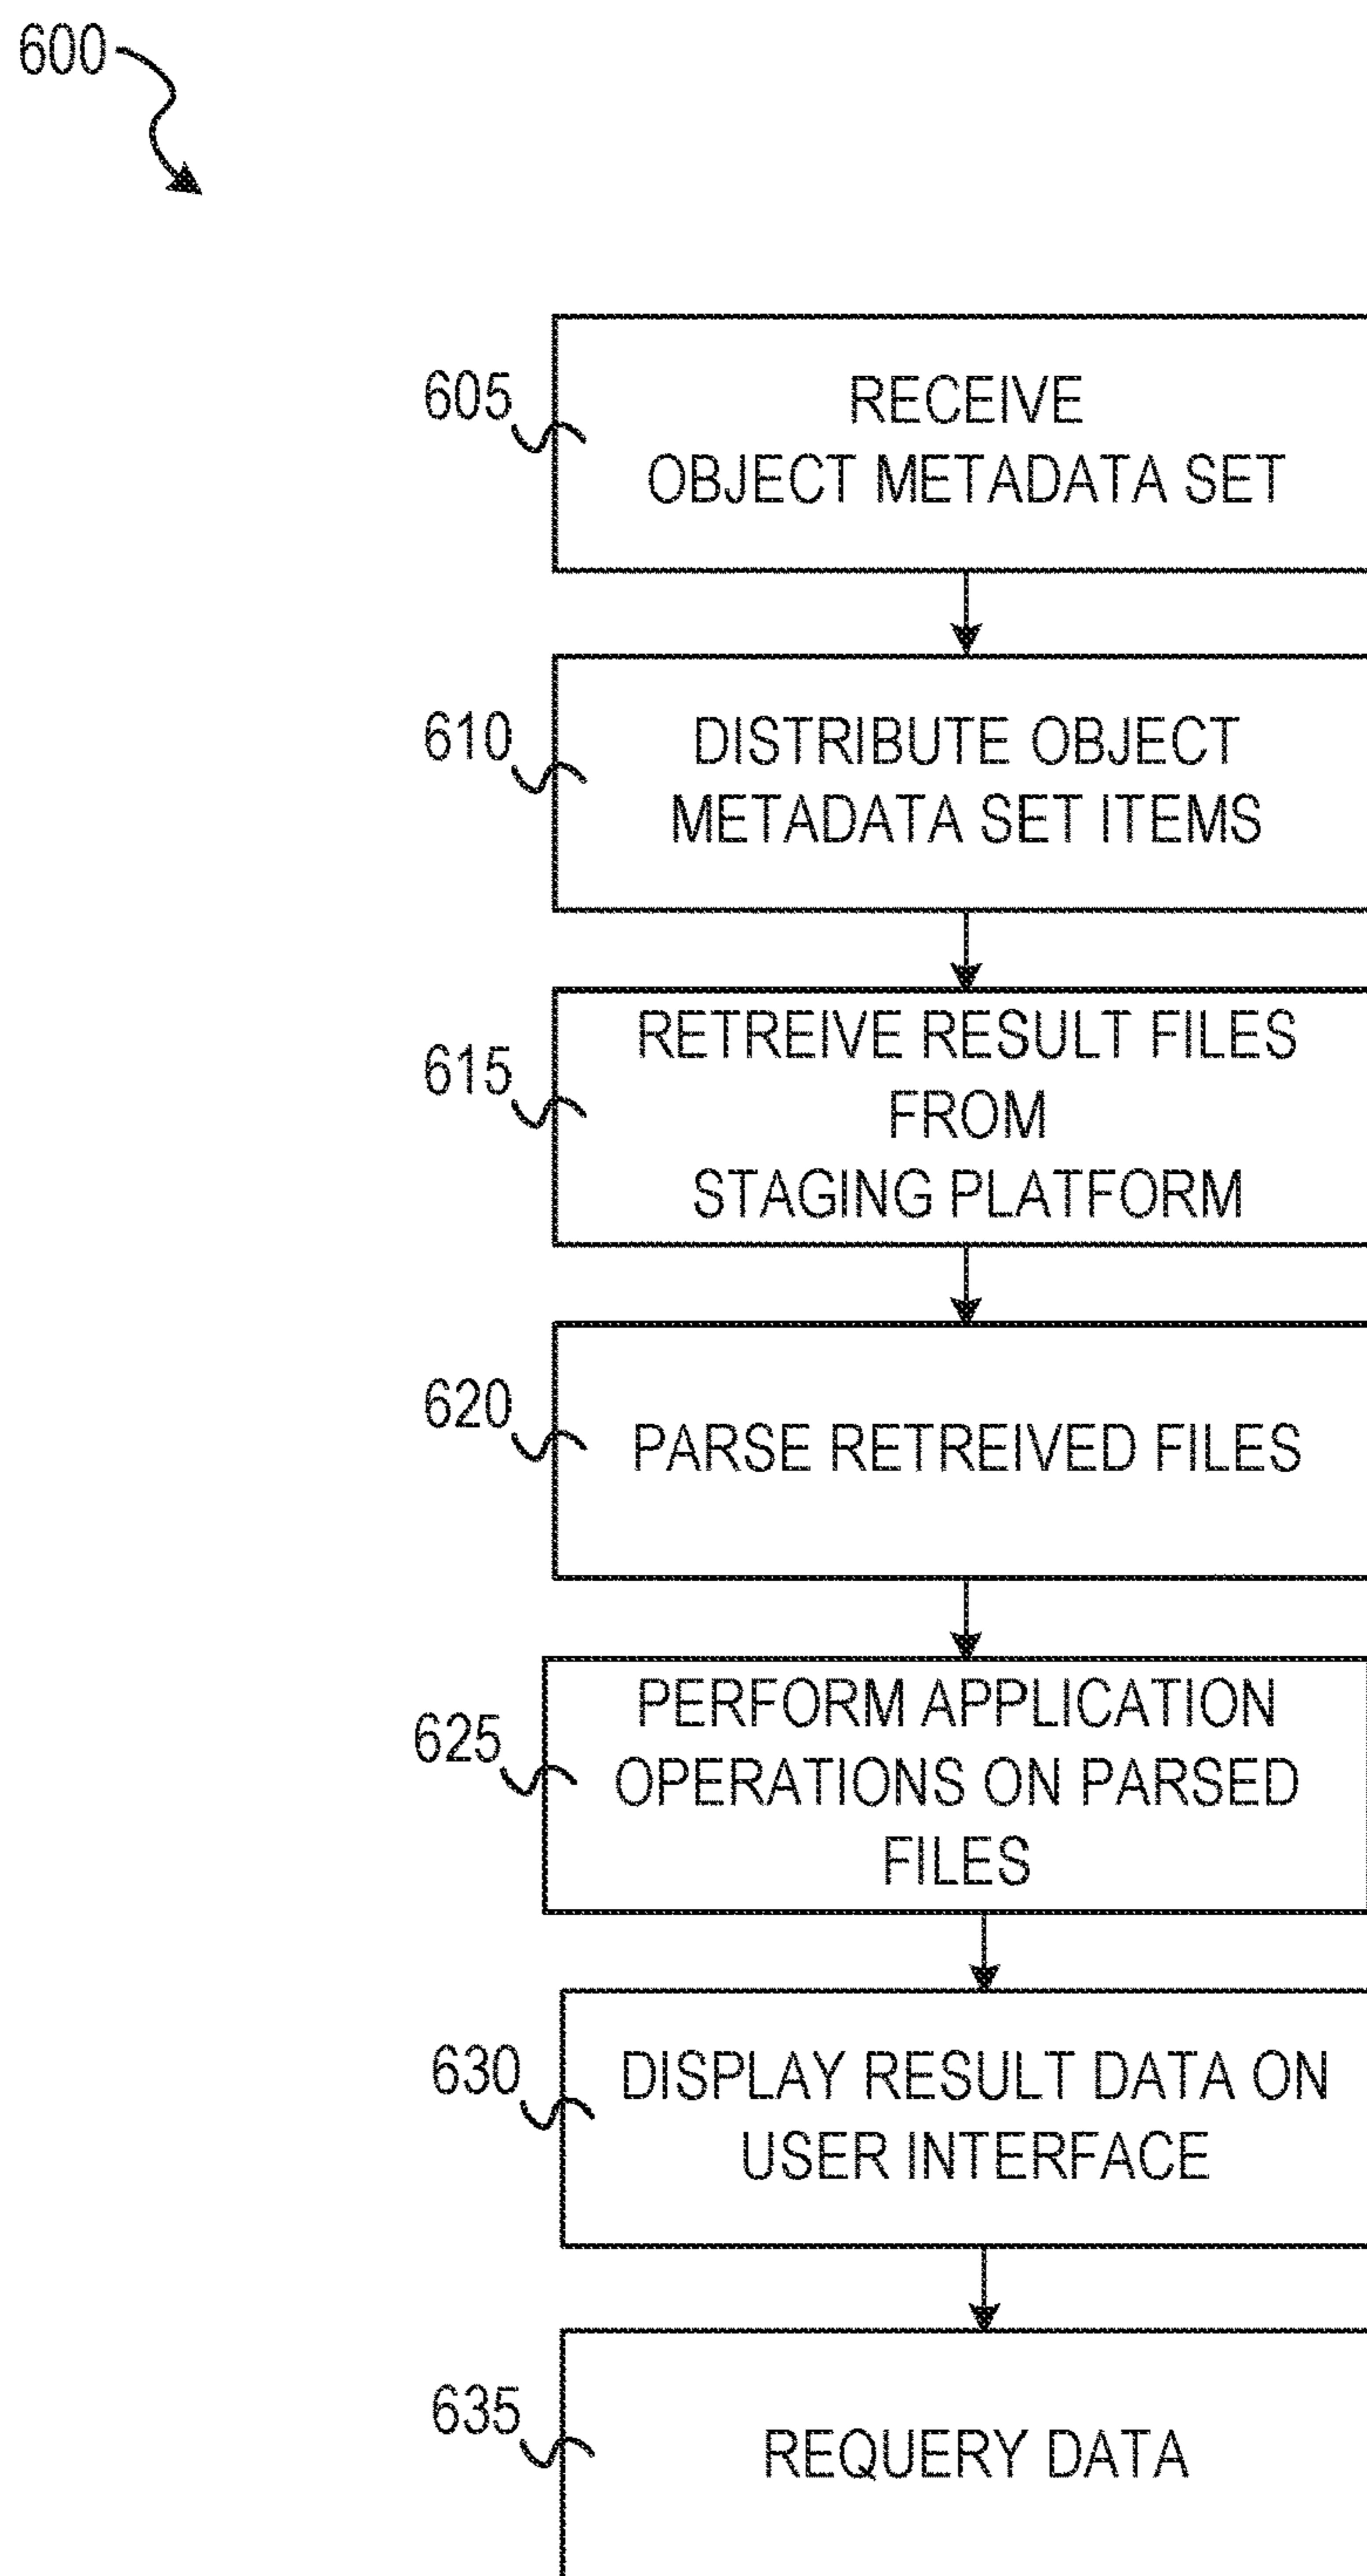 600
605
RECEIVE
OBJECT METADATA SET
610
DISTRIBUTE OBJECT
METADATA SET ITEMS
615
RETREIVE RESULT FILES
FROM
STAGING PLATFORM
620
PARSE RETREIVED FILES
625
PERFORM APPLICATION
OPERATIONS ON PARSED
FILES
630
DISPLAY RESULT DATA ON
USER INTERFACE
635
REQUERY DATA